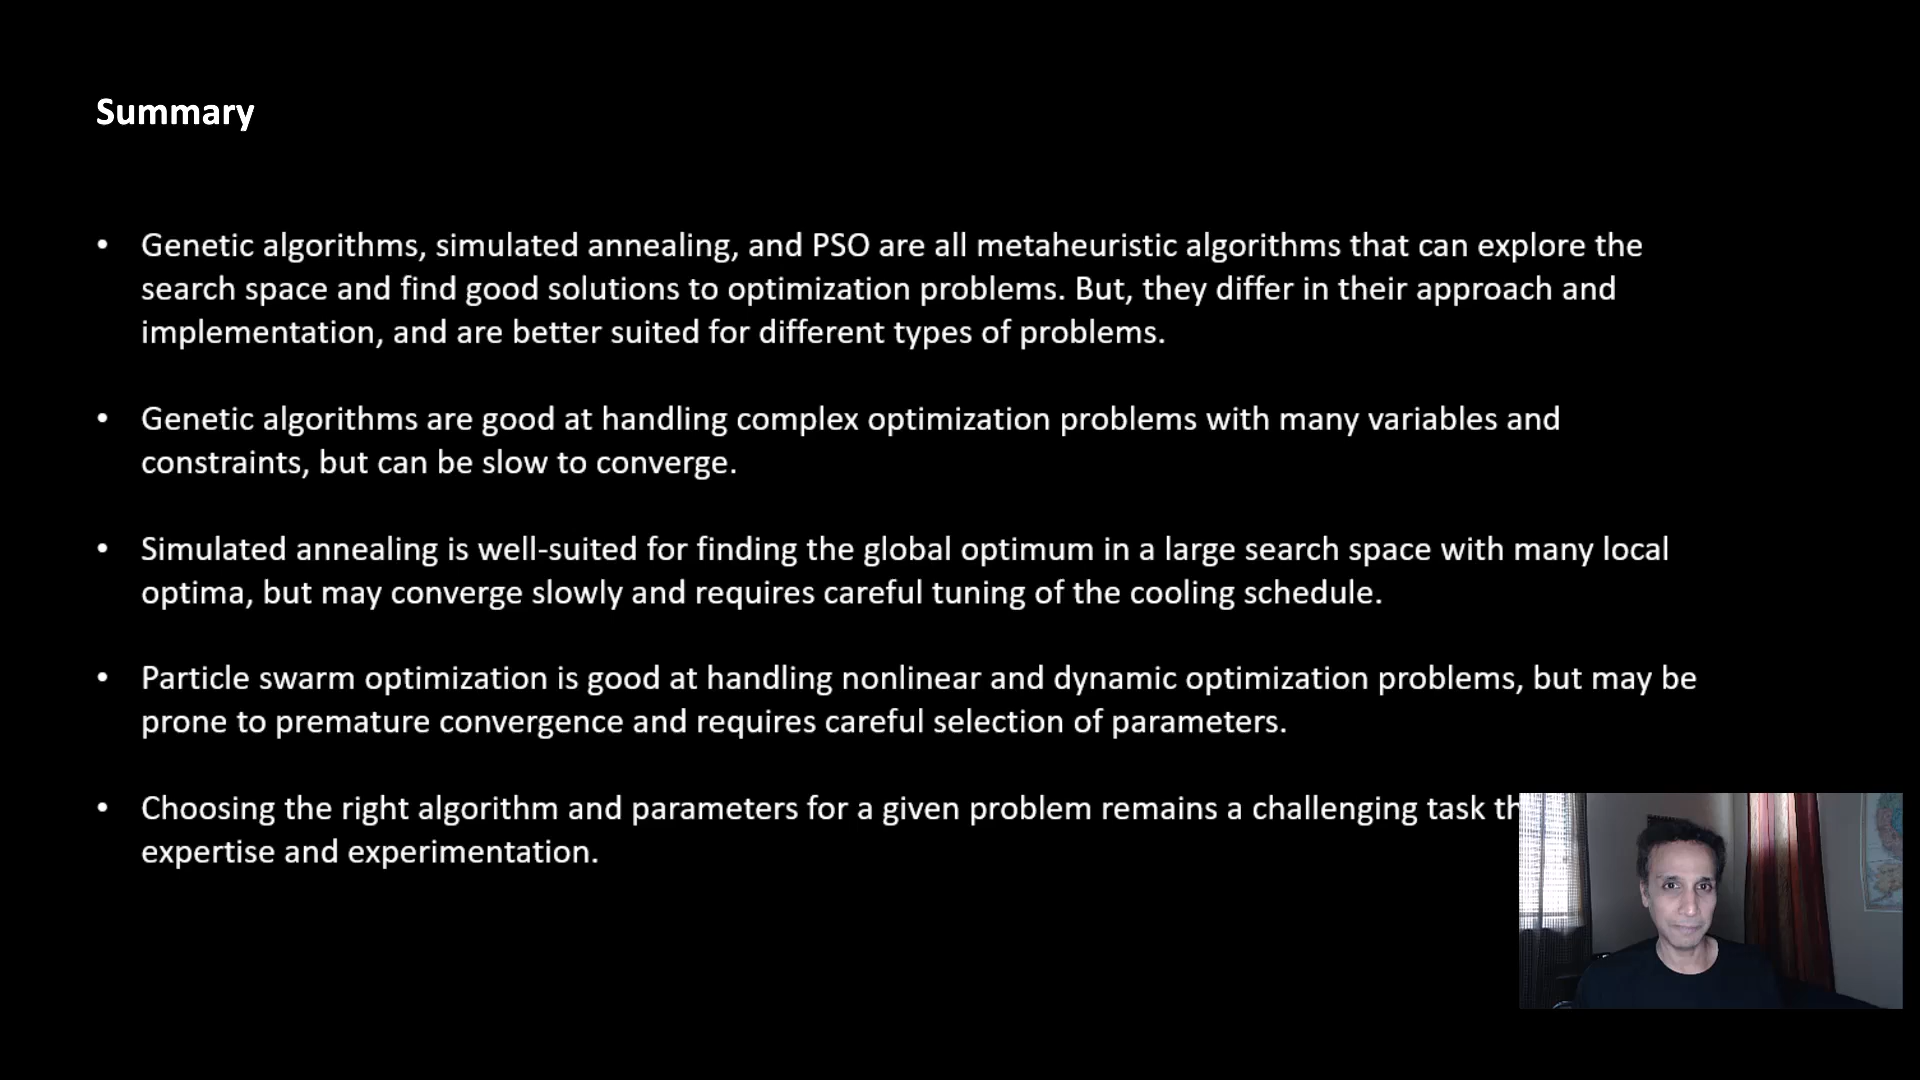 Summary
• Genetic algorithms, simulated annealing, and PSO are all metaheuristic algorithms that can explore the
search space and find good solutions to optimization problems. But, they differ in their approach and
implementation, and are better suited for different types of problems.
• Genetic algorithms are good at handling complex optimization problems with many variables and
constraints, but can be slow to converge.
• Simulated annealing is well-suited for finding the global optimum in a large search space with many local
optima, but may converge slowly and requires careful tuning of the cooling schedule.
• Particle swarm optimization is good at handling nonlinear and dynamic optimization problems, but may be
prone to premature convergence and requires careful selection of parameters.
• Choosing the right algorithm and parameters for a given problem remains a challenging task
expertise and experimentation.